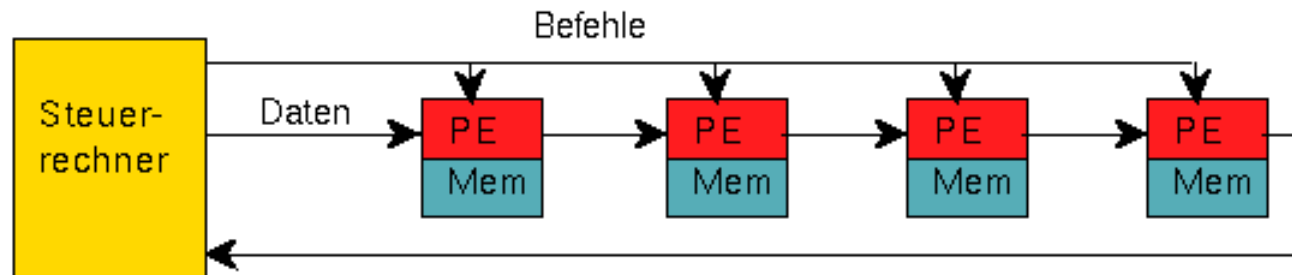 Befehle
Steuer-
rechner
Daten
PE
Mem
PE
Mem
PE
Mem
PE
Mem